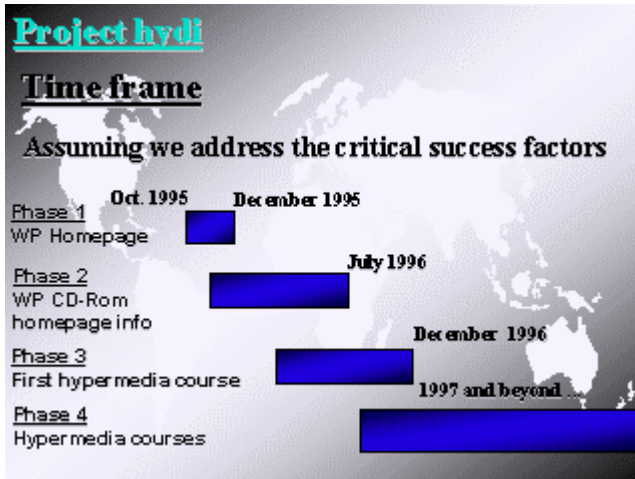 Project hydi
Time frame
Assuming we address the critical success factors
Oct. 1995
December 1995
Phase 1
WP Homepage
July 1996
Phase 2
WP CD-Rom
homepage info
December 1996
Phase 3
First hypermedia course
1997 and beyond ...
Phase 4
Hypermedia courses